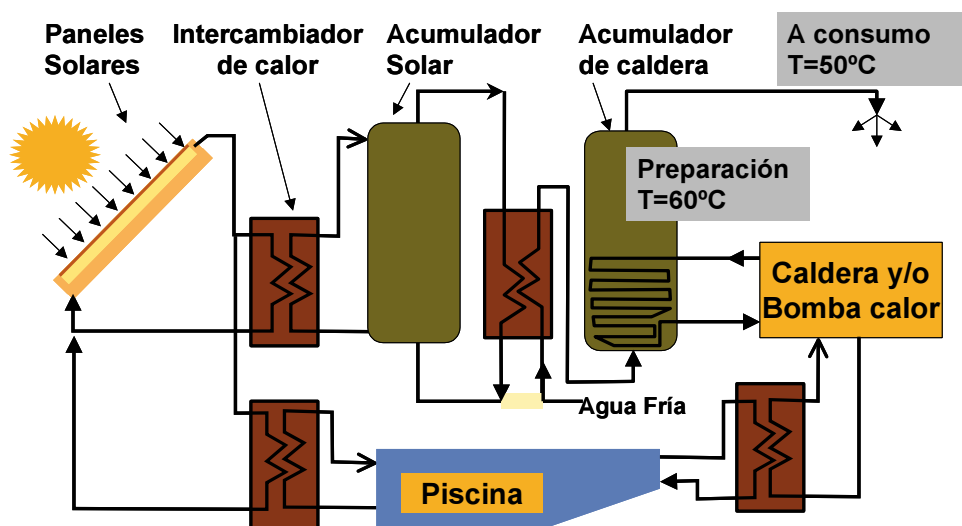 Paneles
Solares
Intercambiador
de calor
Acumulador
Solar
Acumulador
de caldera
A consumo
T=50ºC
Preparación
T=60ºC
Caldera y/o
Bomba calor
Agua Fría
Piscina